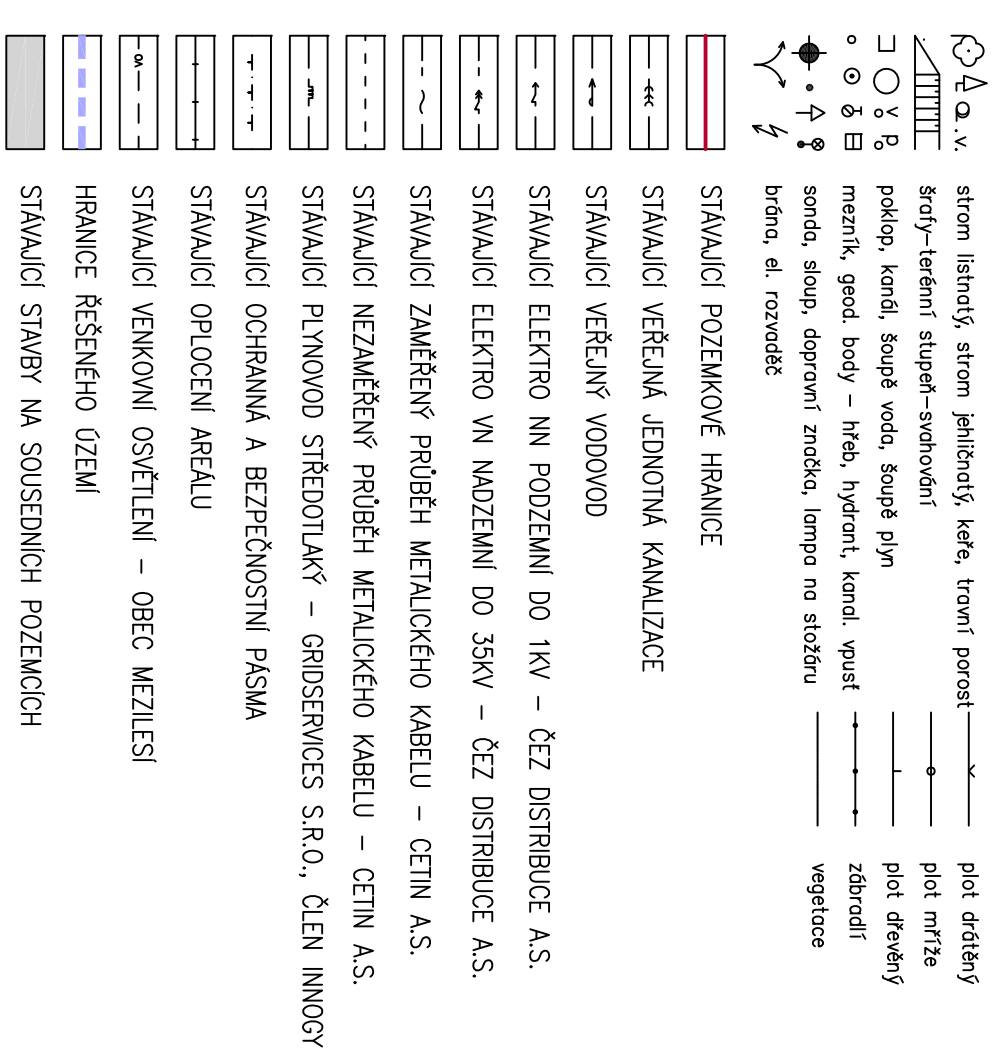 strom listnatý, strom jehličnatý, keře, travní porost
plot drátěný
šrafy-terénní stupeň-svahování
plot mříže
poklop, kanál, šoupě voda, šoupě plyn
plot dřevěný
mezník, geod. body – hřeb, hydrant, kanal. vpusť
zábradlí
sonda, sloup, dopravní značka, lampa na stožáru
vegetace
brána, el. rozvaděč
STÁVAJÍCÍ POZEMKOVÉ HRANICE
STÁVAJÍCÍ VEŘEJNÁ JEDNOTNÁ KANALIZACE
STÁVAJÍCÍ VEŘEJNÝ VODOVOD
STÁVAJÍCÍ ELEKTRO NN PODZEMNÍ DO 1KV – ČEZ DISTRIBUCE A.S.
STÁVAJÍCÍ ELEKTRO VN NADZEMNÍ DO 35KV – ČEZ DISTRIBUCE A.S.
STÁVAJÍCÍ ZAMĚŘENÝ PRŮBĚH METALICKÉHO KABELU – CETIN A.S.
STÁVAJÍCÍ NEZAMĚŘENÝ PRŮBĚH METALICKÉHO KABELU – CETIN A.S.
STÁVAJÍCÍ PLYNOVOD STŘEDOTLAKÝ – GRIDSERVICES S.R.O., ČLEN INNOGY
STÁVAJÍCÍ OCHRANNÁ A BEZPEČNOSTNÍ PÁSMA
STÁVAJÍCÍ OPLOCENÍ AREÁLU
VO STÁVAJÍCÍ VENKOVNÍ OSVĚTLENÍ – OBEC MEZILESÍ
HRANICE ŘEŠENÉHO ÚZEMÍ
STÁVAJÍCÍ STAVBY NA SOUSEDNÍCH POZEMCÍCH